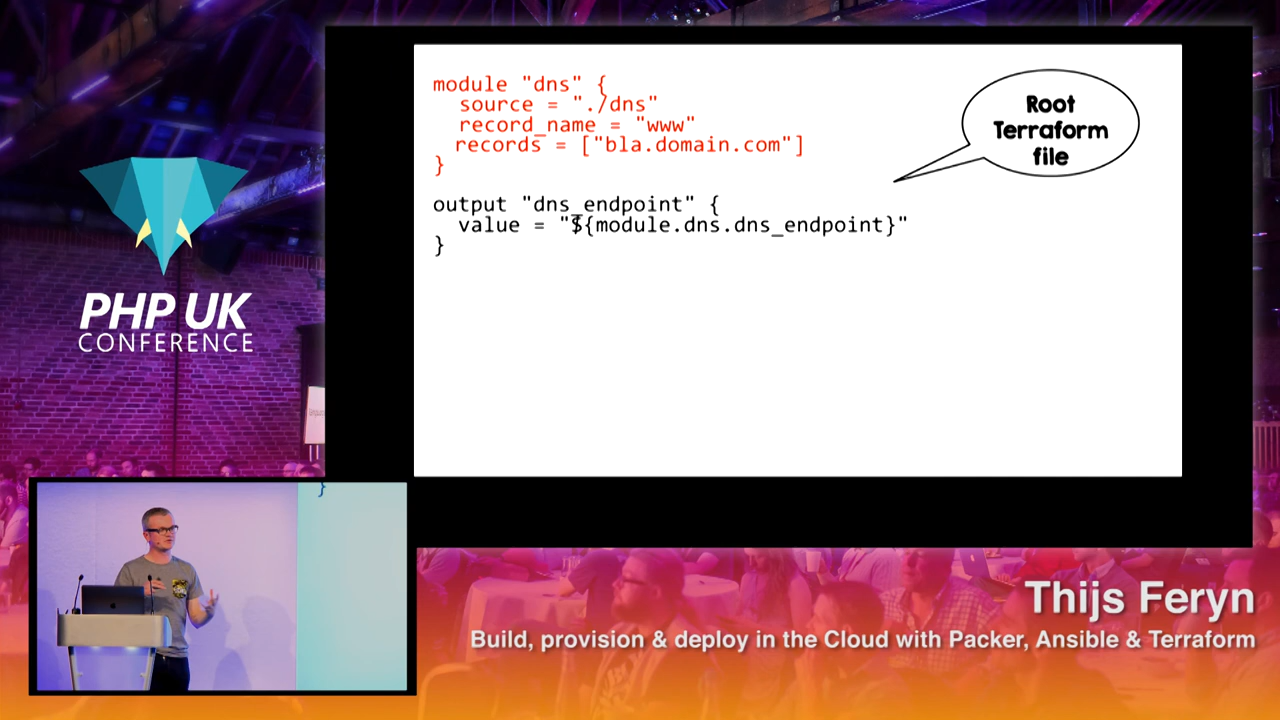 module "dns" {
  source = "./dns"
  record_name = "www"
  records = ["bla.domain.com"]
}
output "dns_endpoint" {
  value = "${module.dns.dns_endpoint}"
}
Root
Terraform
file
PHP UK
CONFERENCE
}
Thijs Feryn
Build, provision & deploy in the Cloud with Packer, Ansible & Terraform